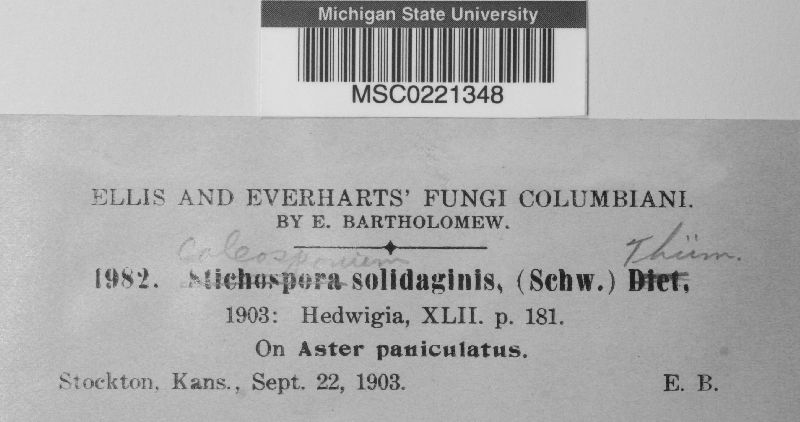 Michigan State University
MSC0221348
ELLIS AND EVERHARTS' FUNGI COLUMBIANI.
BY E. BARTHOLOMEW.
Coleosporium Thüm.
1982. Stichospora solidaginis, (Schw.) Diet,
1903: Hedwigia, XLII. p. 181.
On Aster paniculatus.
Stockton, Kans., Sept. 22, 1903. E. B.